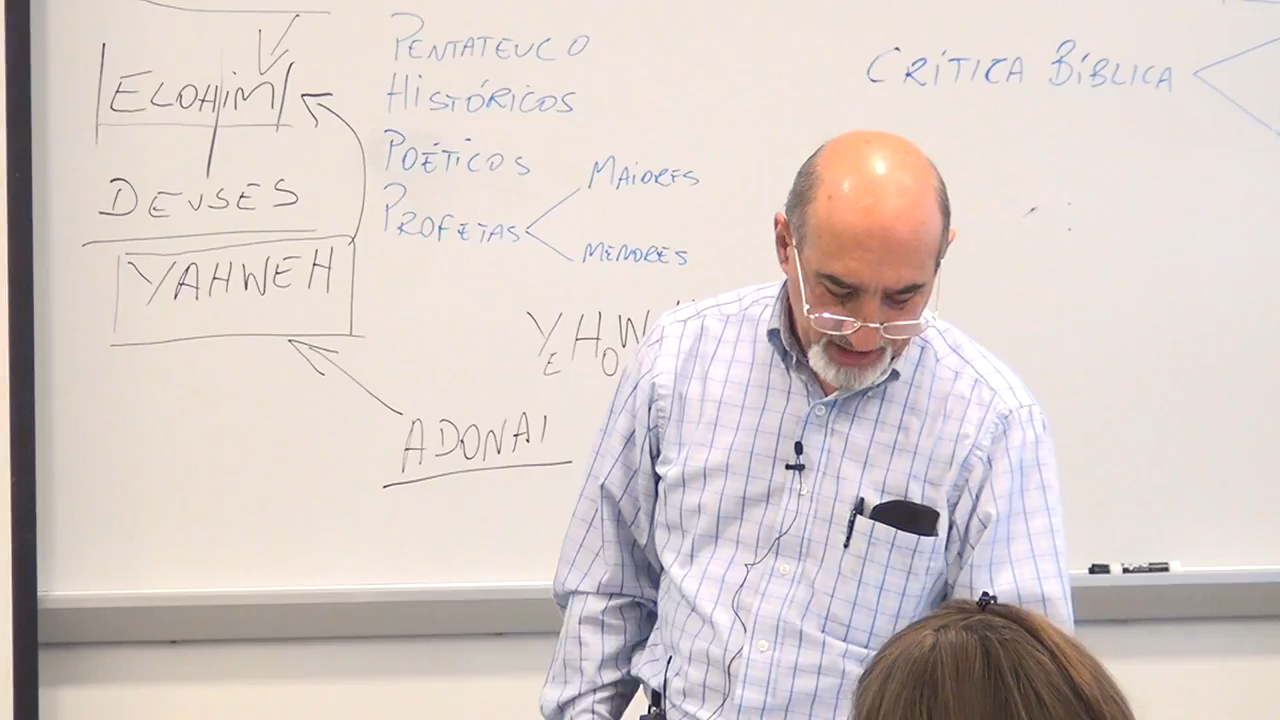 ELOHIM
DEUSES
YAHWEH
ADONAI
PENTATEUCO
HISTÓRICOS
POÉTICOS
PROFETAS
MAIORES
MENORES
CRÍTICA BÍBLICA